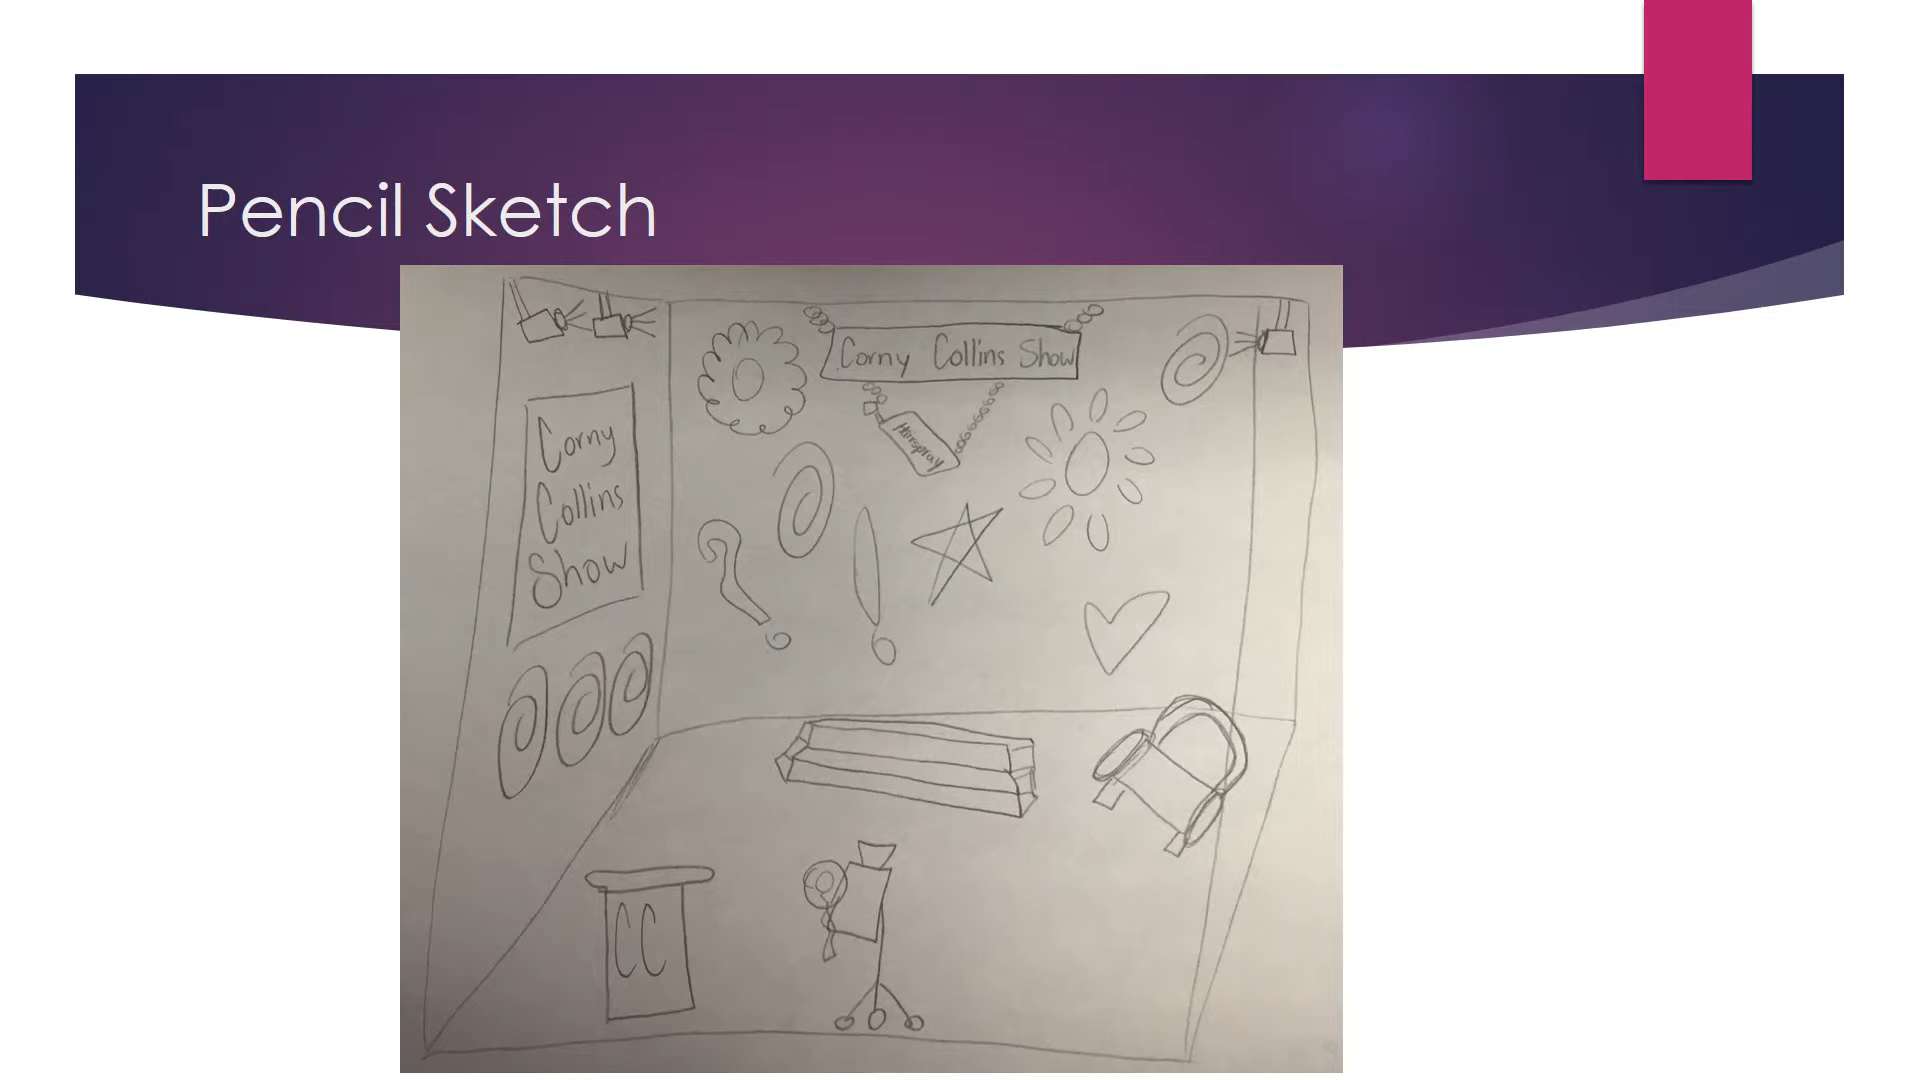 Pencil Sketch
Corny Collins Show
Hairspray
Corny
Collins
Show
CC